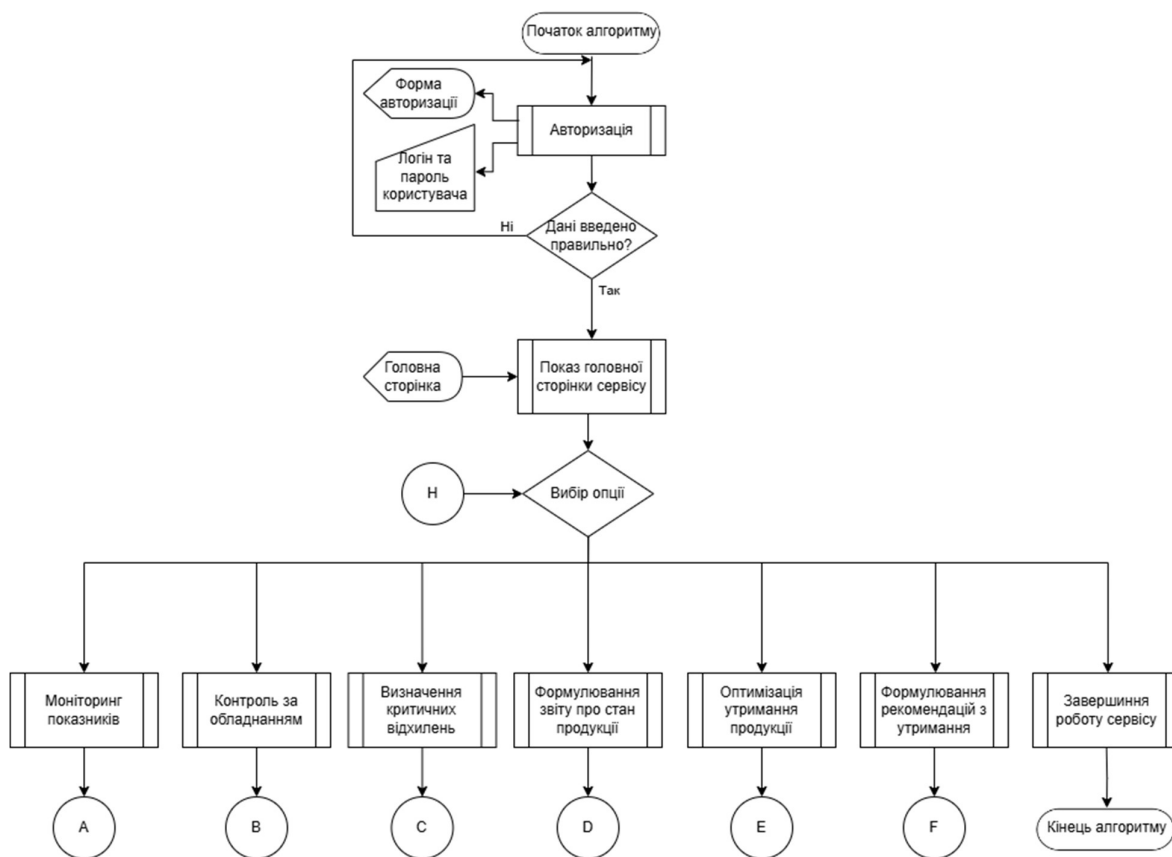 Початок алгоритму
Форма
авторизації
Авторизація
Логін та
пароль
користувача
Ні
Дані введено
правильно?
Так
Головна
сторінка
Показ головної
сторінки сервісу
H
Вибір опції
Моніторинг
показників
Контроль за
обладнанням
Визначення
критичних
відхилень
Формулювання
звіту про стан
продукції
Оптимізація
утримання
продукції
Формулювання
рекомендацій з
утримання
Завершиння
роботу сервісу
A
B
C
D
E
F
Кінець алгоритму